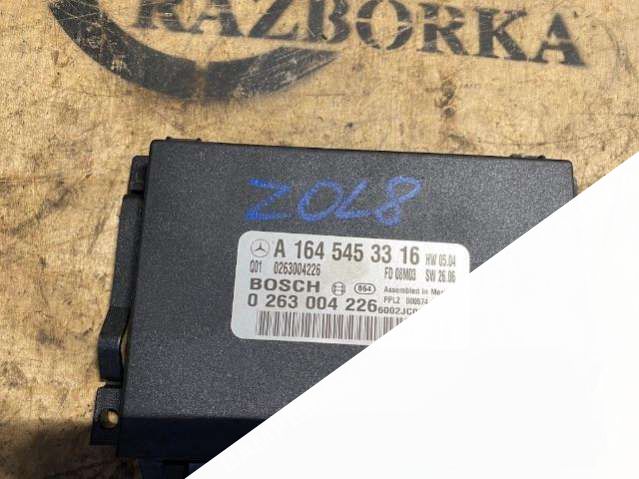 RAZBORKA
ZOL8
A 164 545 33 16 HW 05.04
Q01 0263004226 FD 08M03 SW 26.06
BOSCH 864 Assembled in
0 263 004 226